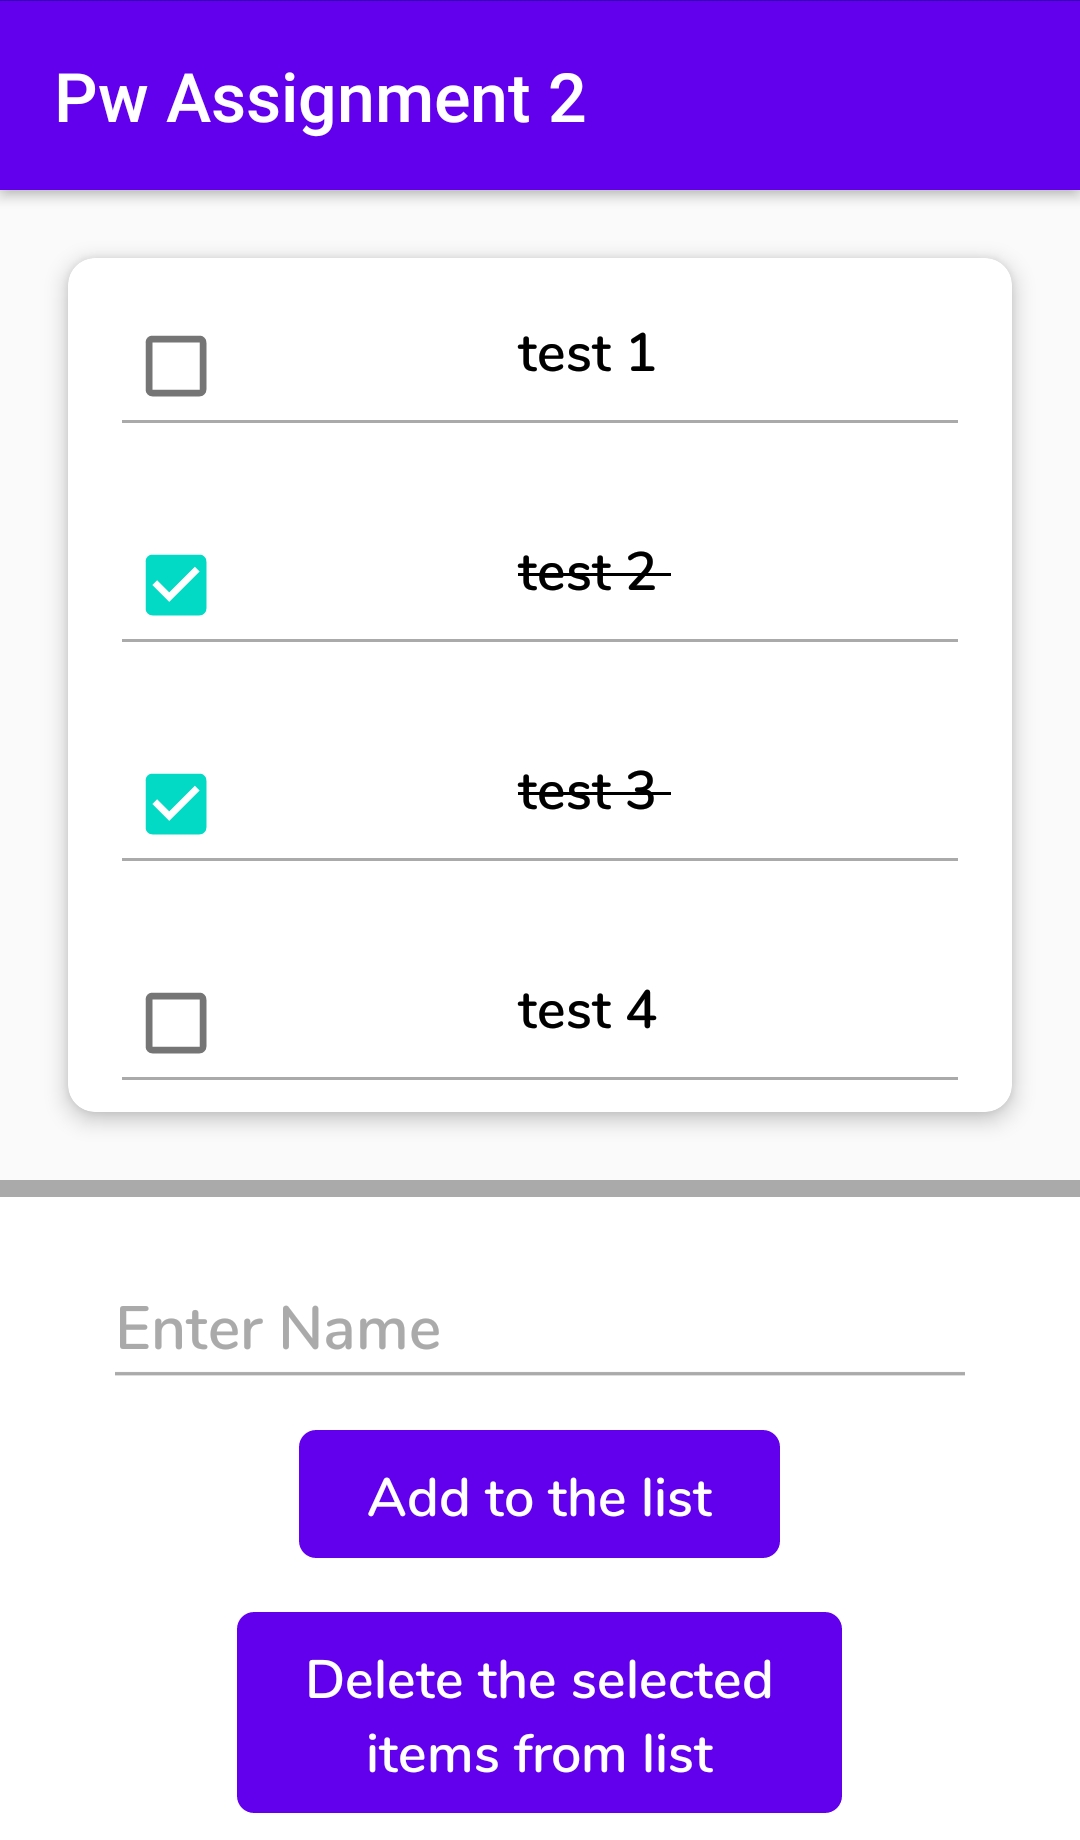 Pw Assignment 2
test 1
test 2
test 3
test 4
Enter Name
Add to the list
Delete the selected
items from list